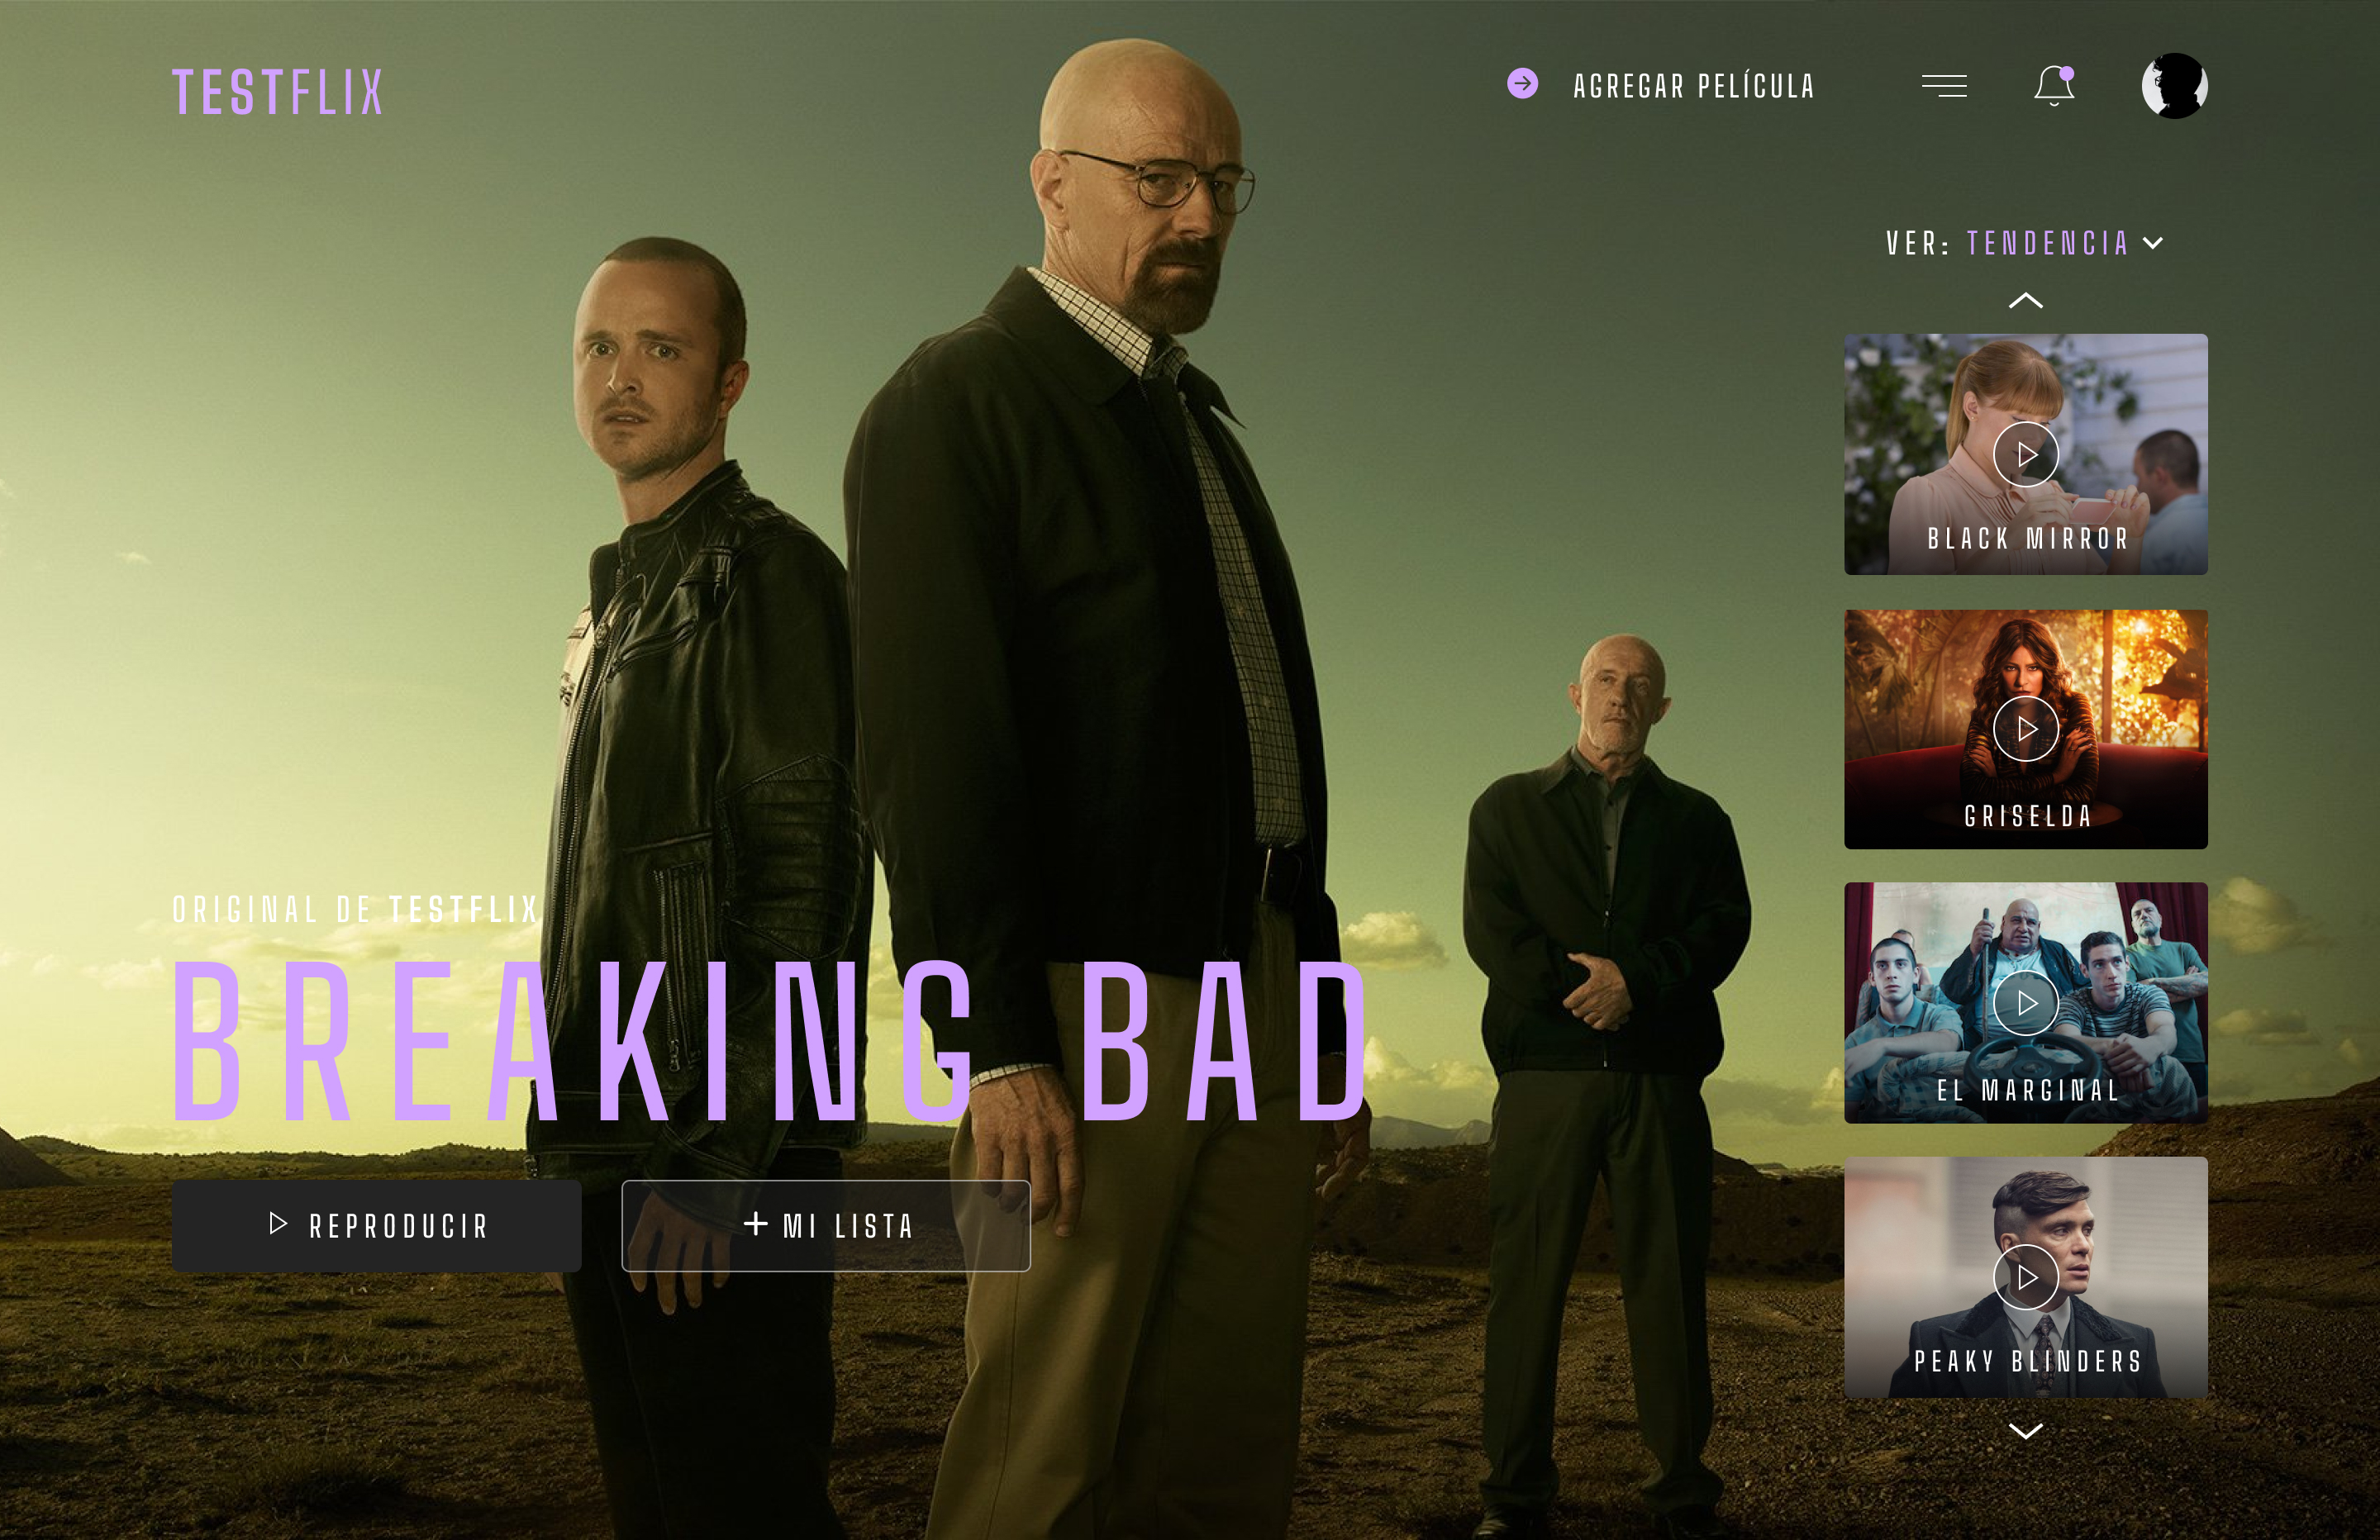 TESTFLIX
AGREGAR PELÍCULA
VER: TENDENCIA
BLACK MIRROR
GRISELDA
EL MARGINAL
PEAKY BLINDERS
ORIGINAL DE TESTFLIX
BREAKING BAD
REPRODUCIR
+ MI LISTA